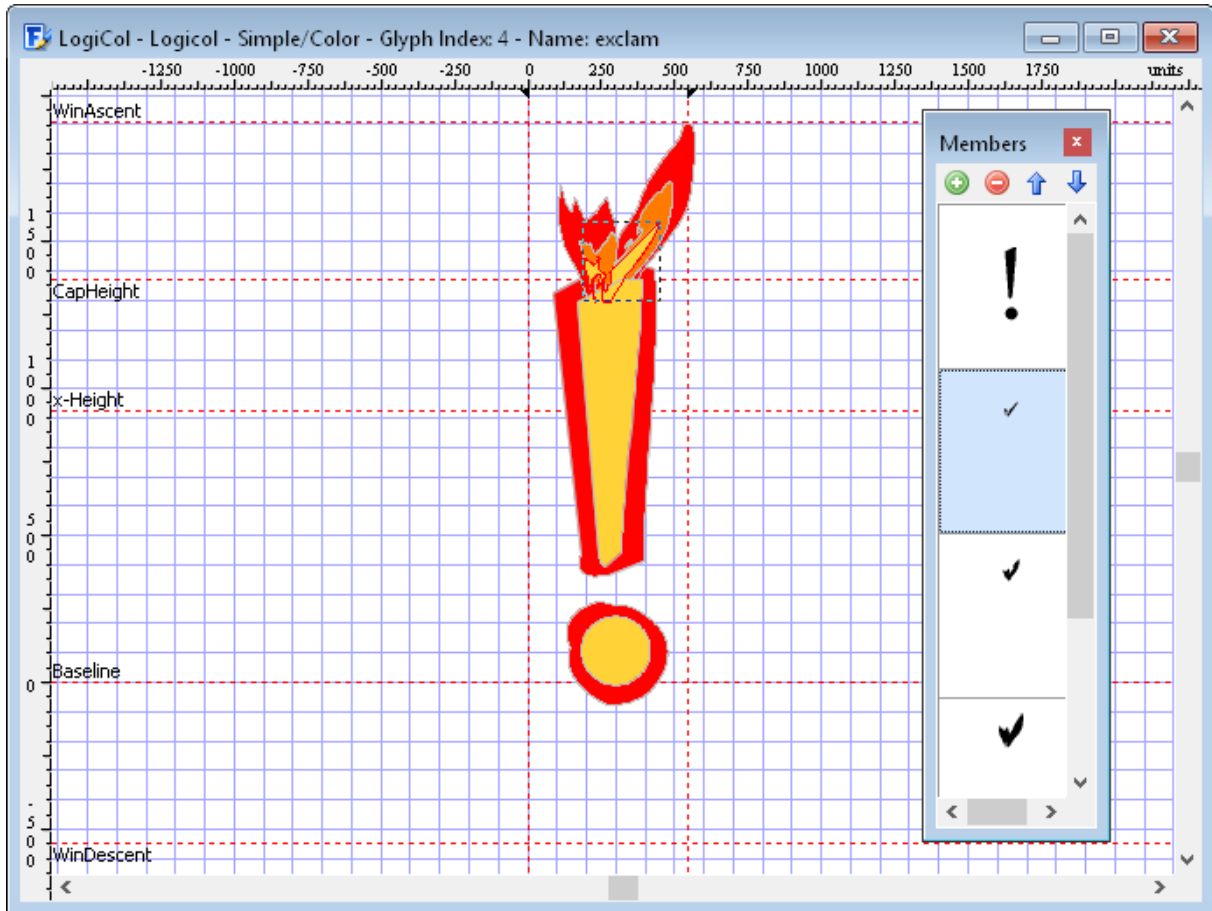 LogiCol - Logicol - Simple/Color - Glyph Index: 4 - Name: exclam
-1250 -1000 -750 -500 -250 0 250 500 750 1000 1250 1500 1750 units
WinAscent
1500
CapHeight
1000
x-Height
500
Baseline
0
-500
WinDescent
Members
!